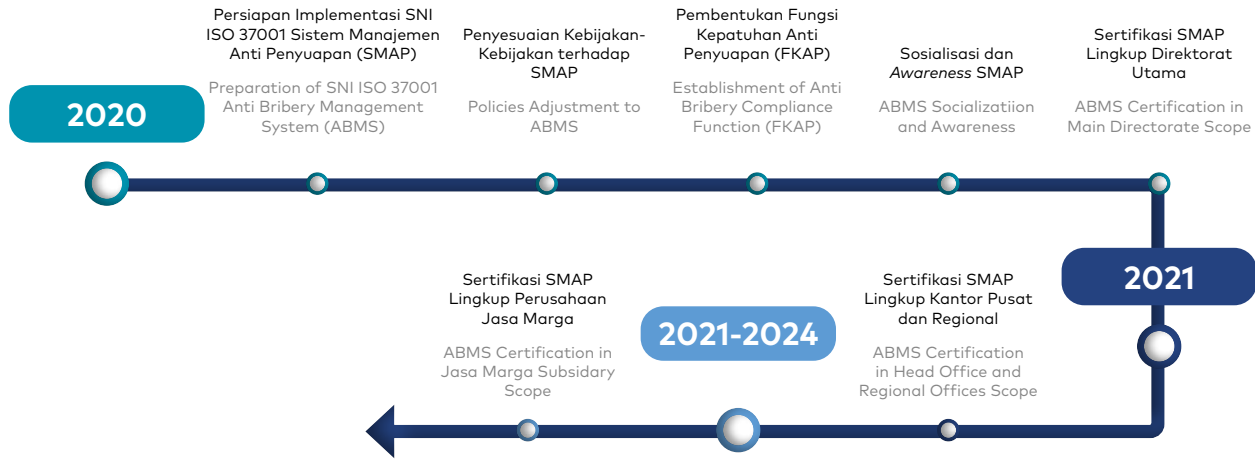 2020
Persiapan Implementasi SNI
ISO 37001 Sistem Manajemen
Anti Penyuapan (SMAP)
Preparation of SNI ISO 37001
Anti Bribery Management
System (ABMS)
Penyesuaian Kebijakan-
Kebijakan terhadap
SMAP
Policies Adjustment to
ABMS
Pembentukan Fungsi
Kepatuhan Anti
Penyuapan (FKAP)
Establishment of Anti
Bribery Compliance
Function (FKAP)
Sosialisasi dan
Awareness SMAP
ABMS Socializatiion
and Awareness
Sertifikasi SMAP
Lingkup Direktorat
Utama
ABMS Certification in
Main Directorate Scope
2021
Sertifikasi SMAP
Lingkup Kantor Pusat
dan Regional
ABMS Certification
in Head Office and
Regional Offices Scope
2021-2024
Sertifikasi SMAP
Lingkup Perusahaan
Jasa Marga
ABMS Certification in
Jasa Marga Subsidary
Scope